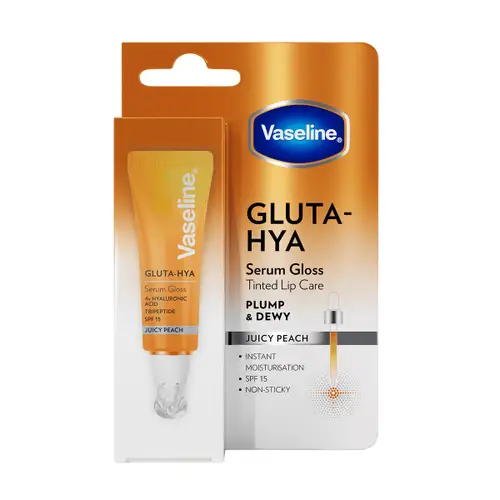 Vaseline®
GLUTA-
HYA
Serum Gloss
Tinted Lip Care
PLUMP
& DEWY
JUICY PEACH
• INSTANT
MOISTURISATION
• SPF 15
• NON-STICKY
Vaseline®
GLUTA-HYA
Serum Gloss
4x HYALURONIC
ACID
TRIPEPTIDE
SPF 15
JUICY PEACH